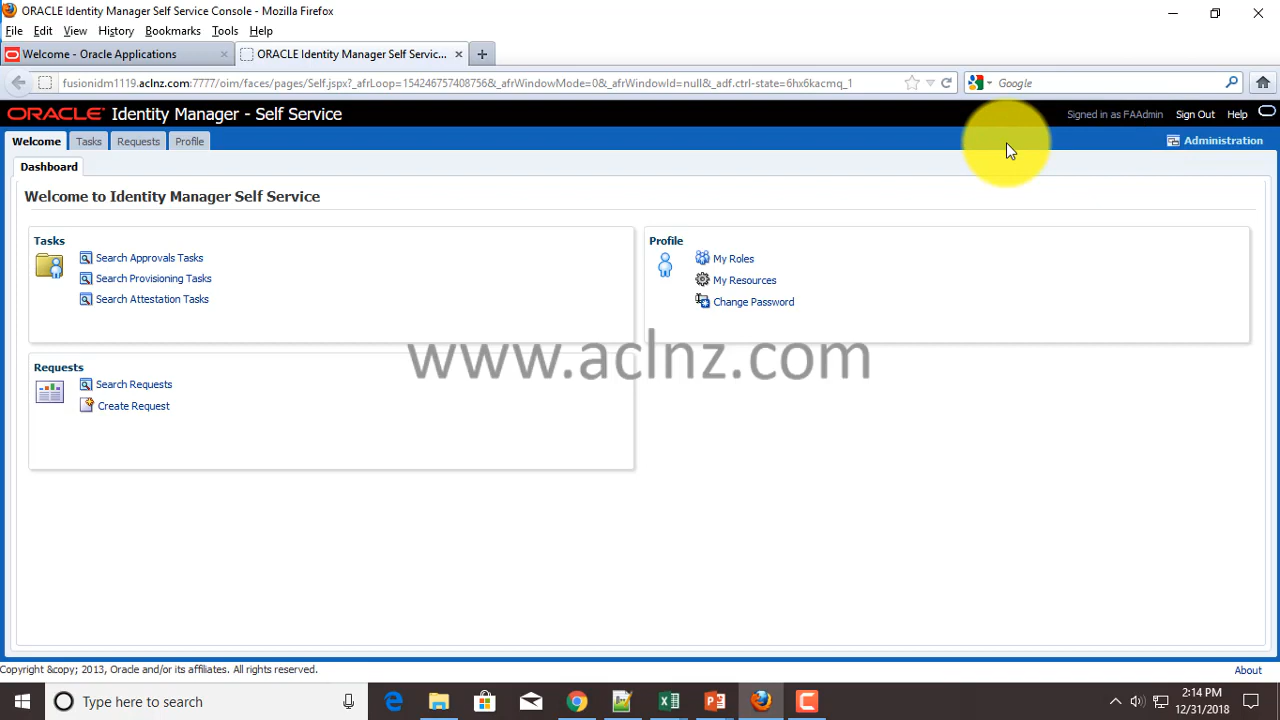 ORACLE Identity Manager Self Service Console - Mozilla Firefox
File Edit View History Bookmarks Tools Help
Welcome - Oracle Applications
ORACLE Identity Manager Self Servic...
fusionidm1119.aclnz.com:7777/oim/faces/pages/Self.jspx?_afrLoop=15424675740875&_afrWindowMode=0&_afrWindowId=null&_adf.ctrl-state=6hx6kacmq_1
Google
ORACLE Identity Manager - Self Service
Signed in as FAAdmin Sign Out Help
Welcome Tasks Requests Profile
Administration
Dashboard
Welcome to Identity Manager Self Service
Tasks
Search Approvals Tasks
Search Provisioning Tasks
Search Attestation Tasks
Profile
My Roles
My Resources
Change Password
www.aclnz.com
Requests
Search Requests
Create Request
Copyright &copy; 2013, Oracle and/or its affiliates. All rights reserved.
About
Type here to search
2:14 PM
12/31/2018